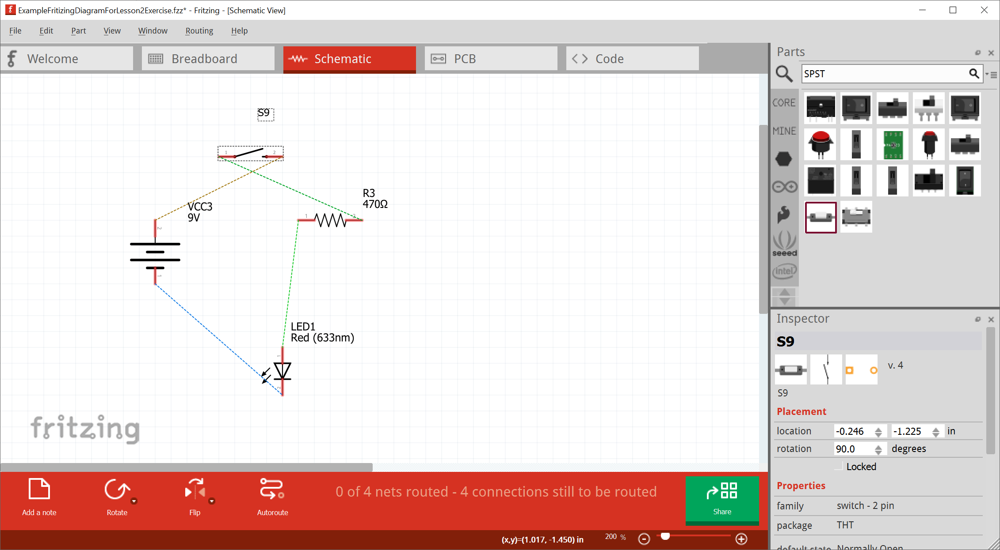 ExampleFritizingDiagramForLesson2Exercise.fzz* - Fritzing - [Schematic View]
File Edit Part View Window Routing Help
Welcome Breadboard Schematic PCB Code
Parts
SPST
CORE
MINE
seeed
intel
S9
1 2
R3
470Ω
1 2
VCC3
9V
2
1
LED1
Red (633nm)
1
2
fritzing
Inspector
S9
v. 4
S9
Placement
location -0.246 -1.225 in
rotation 90.0 degrees
Locked
Properties
family switch - 2 pin
package THT
default state Normally Open
Add a note Rotate Flip Autoroute
0 of 4 nets routed - 4 connections still to be routed
Share
(x,y)=(1.017, -1.450) in 200 %